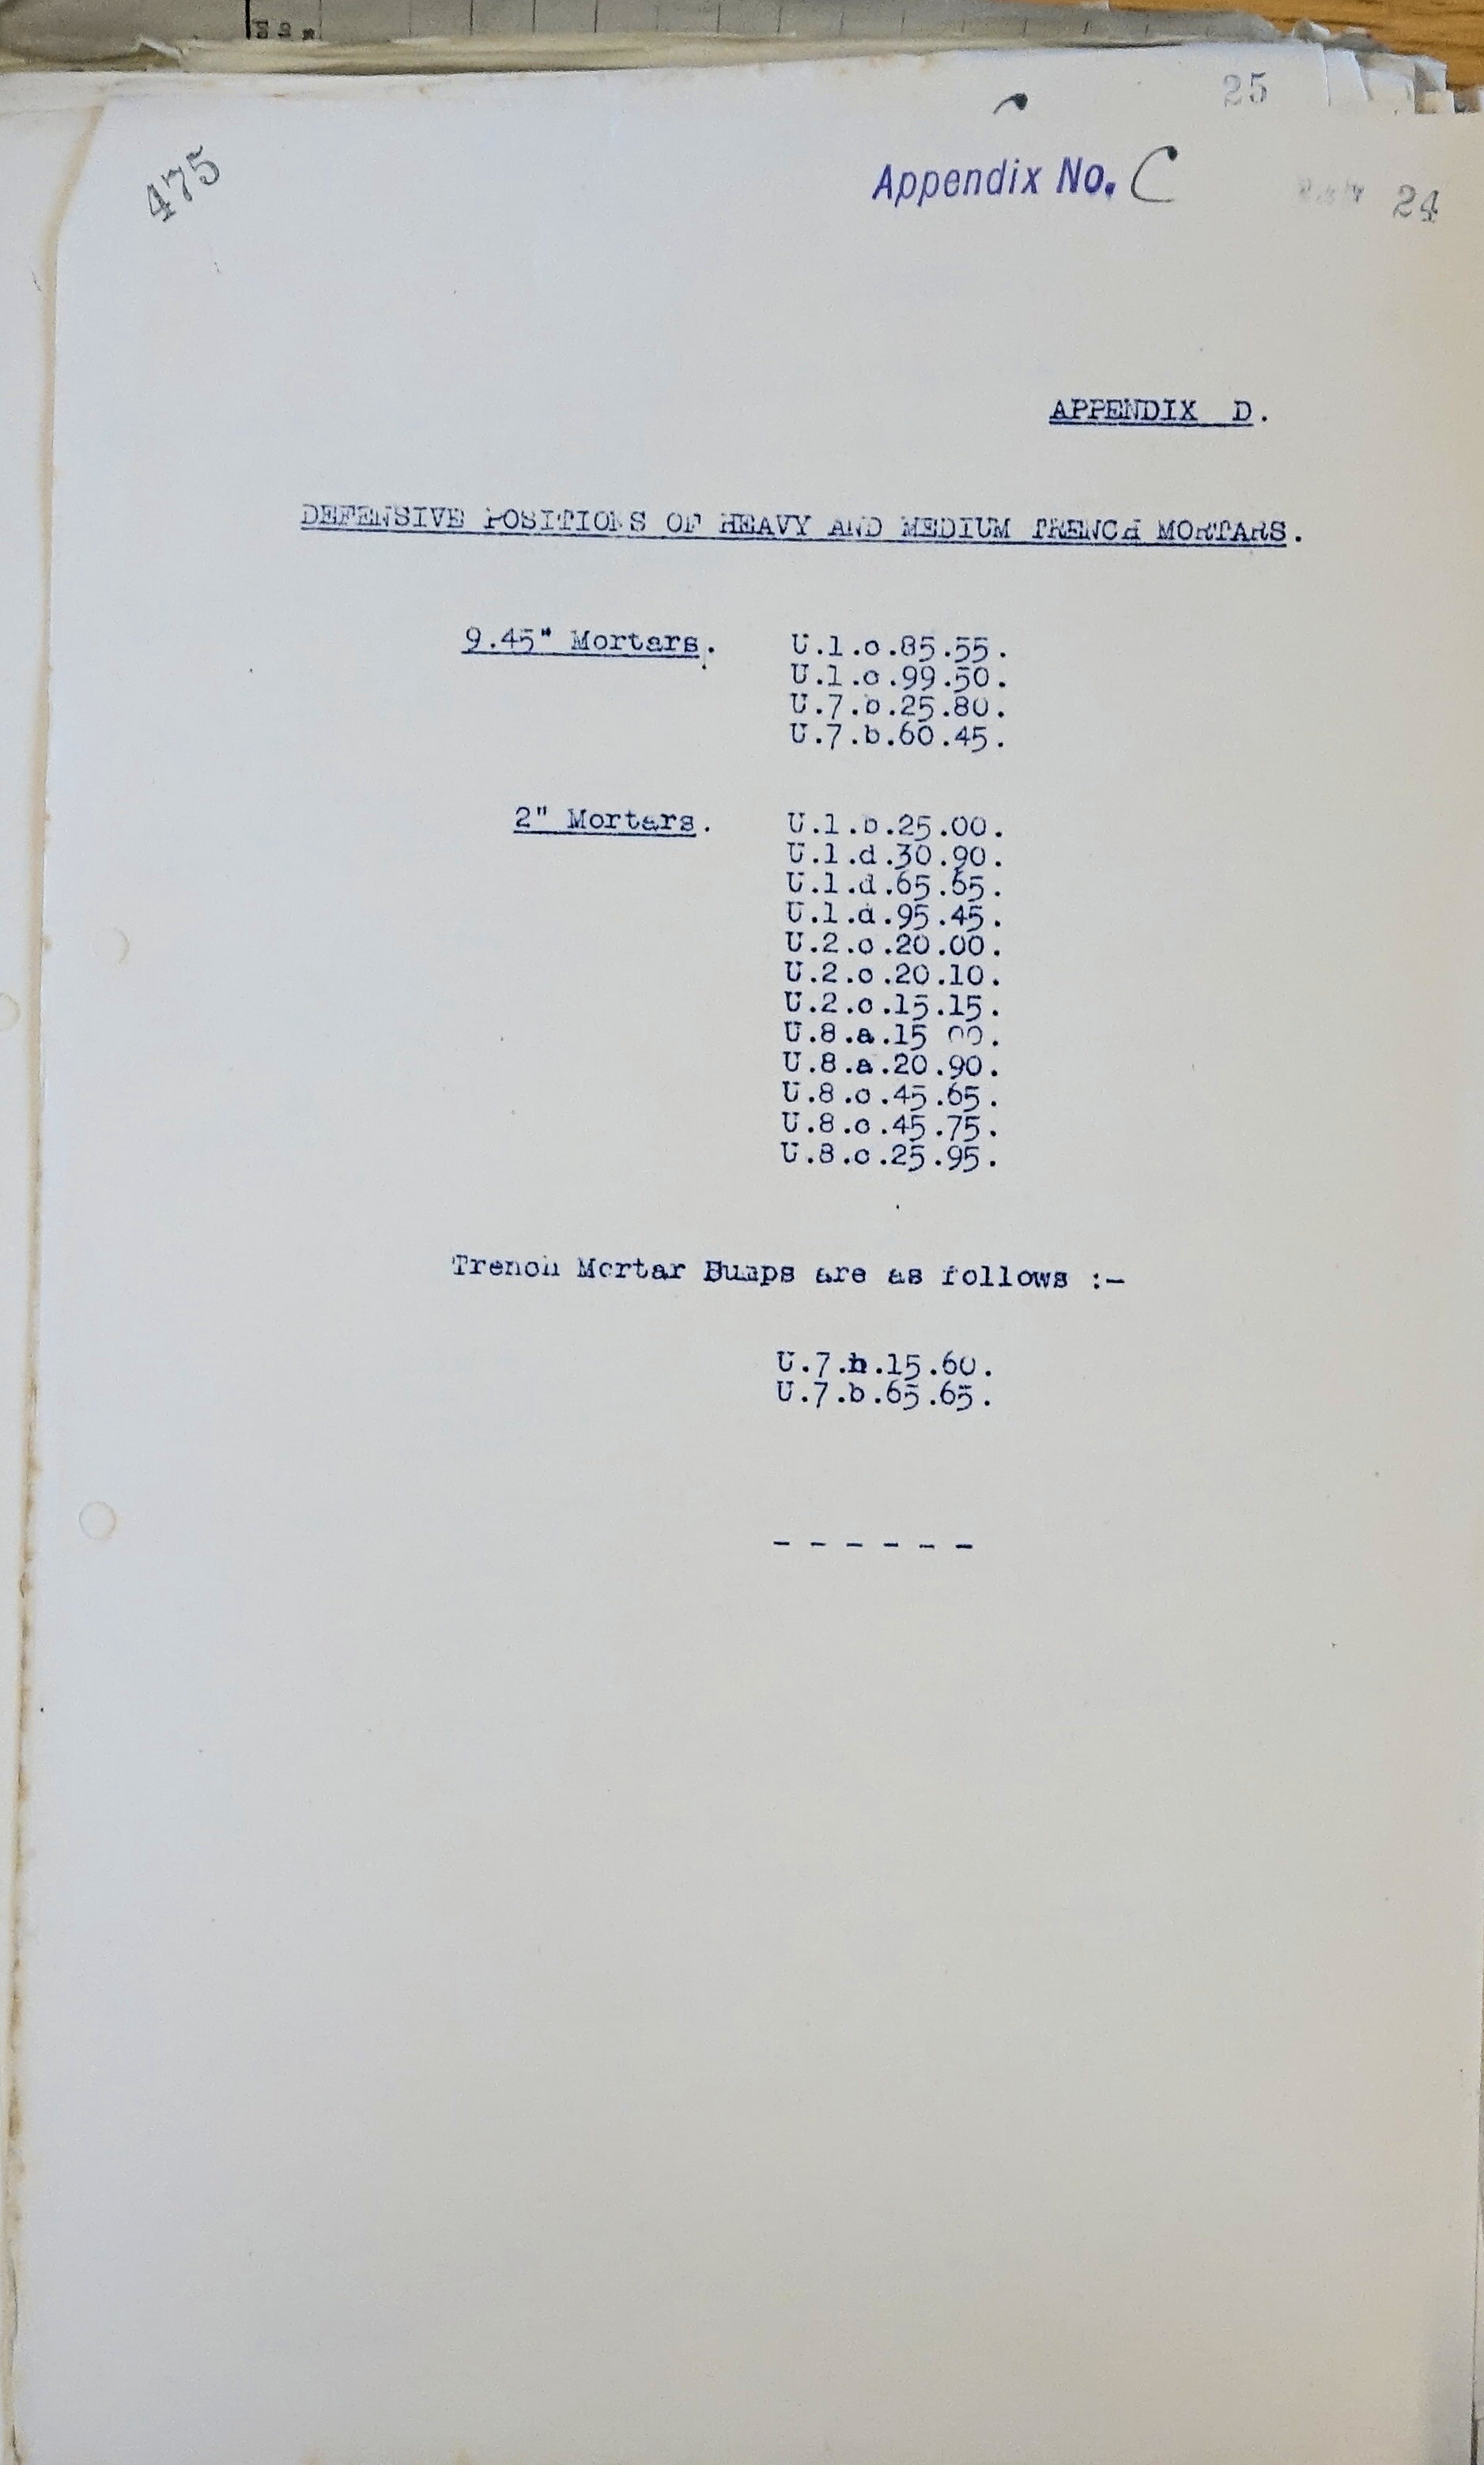 25
475
Appendix No. C
24
APPENDIX D.
DEFENSIVE POSITIONS OF HEAVY AND MEDIUM TRENCH MORTARS.
9.45" Mortars. U.1.c.85.55.
U.1.c.99.50.
U.7.b.25.80.
U.7.b.60.45.
2" Mortars. U.1.b.25.00.
U.1.d.30.90.
U.1.d.65.65.
U.1.d.95.45.
U.2.c.20.00.
U.2.c.20.10.
U.2.c.15.15.
U.8.a.15 00.
U.8.a.20.90.
U.8.c.45.65.
U.8.c.45.75.
U.8.c.25.95.
Trench Mortar Dumps are as follows :-
U.7.b.15.60.
U.7.b.65.65.
- - - - - -